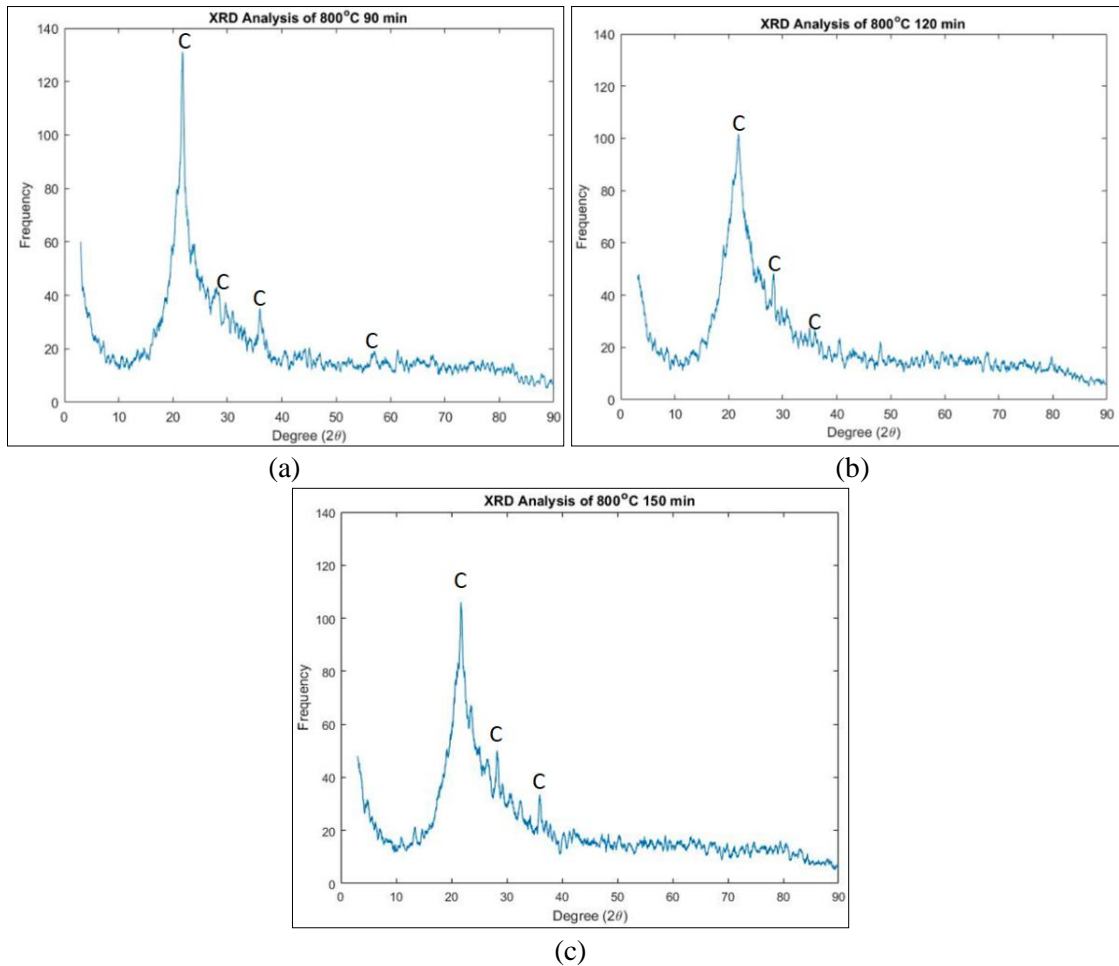 XRD Analysis of 800°C 90 min
140
120
100
80
60
40
20
0
Frequency
C
C
C
C
0 10 20 30 40 50 60 70 80 90
Degree (2θ)
(a)
XRD Analysis of 800°C 120 min
140
120
100
80
60
40
20
0
Frequency
C
C
C
0 10 20 30 40 50 60 70 80 90
Degree (2θ)
(b)
XRD Analysis of 800°C 150 min
140
120
100
80
60
40
20
0
Frequency
C
C
C
0 10 20 30 40 50 60 70 80 90
Degree (2θ)
(c)